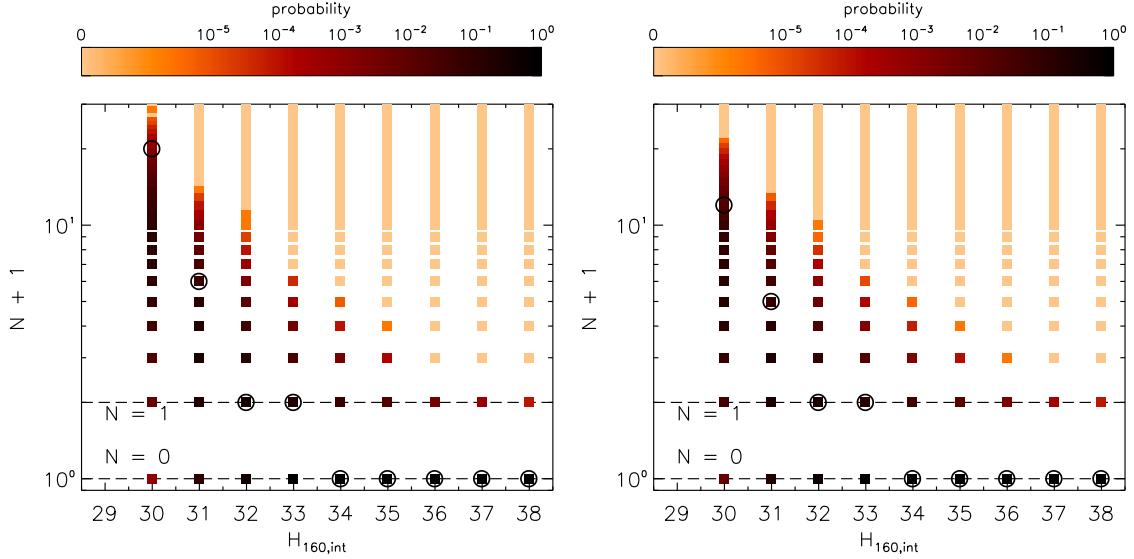 probability
0 10⁻⁵ 10⁻⁴ 10⁻³ 10⁻² 10⁻¹ 10⁰
N + 1
10¹
N = 1
N = 0
10⁰
29 30 31 32 33 34 35 36 37 38
H₁₆₀,ᵢₙₜ
probability
0 10⁻⁵ 10⁻⁴ 10⁻³ 10⁻² 10⁻¹ 10⁰
N + 1
10¹
N = 1
N = 0
10⁰
29 30 31 32 33 34 35 36 37 38
H₁₆₀,ᵢₙₜ